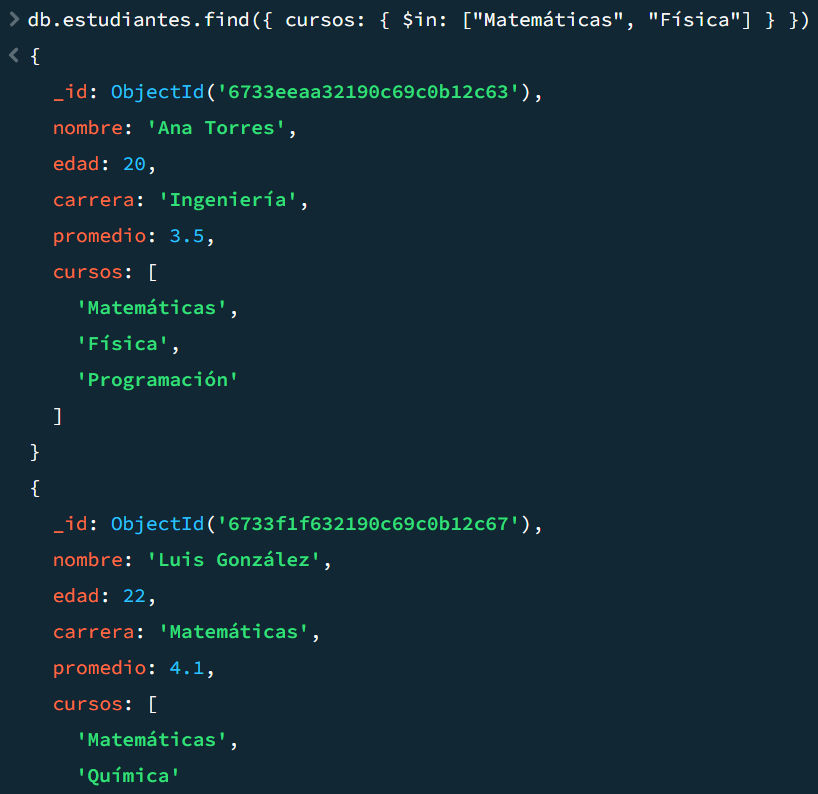 > db.estudiantes.find({ cursos: { $in: ["Matemáticas", "Física"] } })
< {
_id: ObjectId('6733eeaa32190c69c0b12c63'),
nombre: 'Ana Torres',
edad: 20,
carrera: 'Ingeniería',
promedio: 3.5,
cursos: [
'Matemáticas',
'Física',
'Programación'
]
}
{
_id: ObjectId('6733f1f632190c69c0b12c67'),
nombre: 'Luis González',
edad: 22,
carrera: 'Matemáticas',
promedio: 4.1,
cursos: [
'Matemáticas',
'Química'